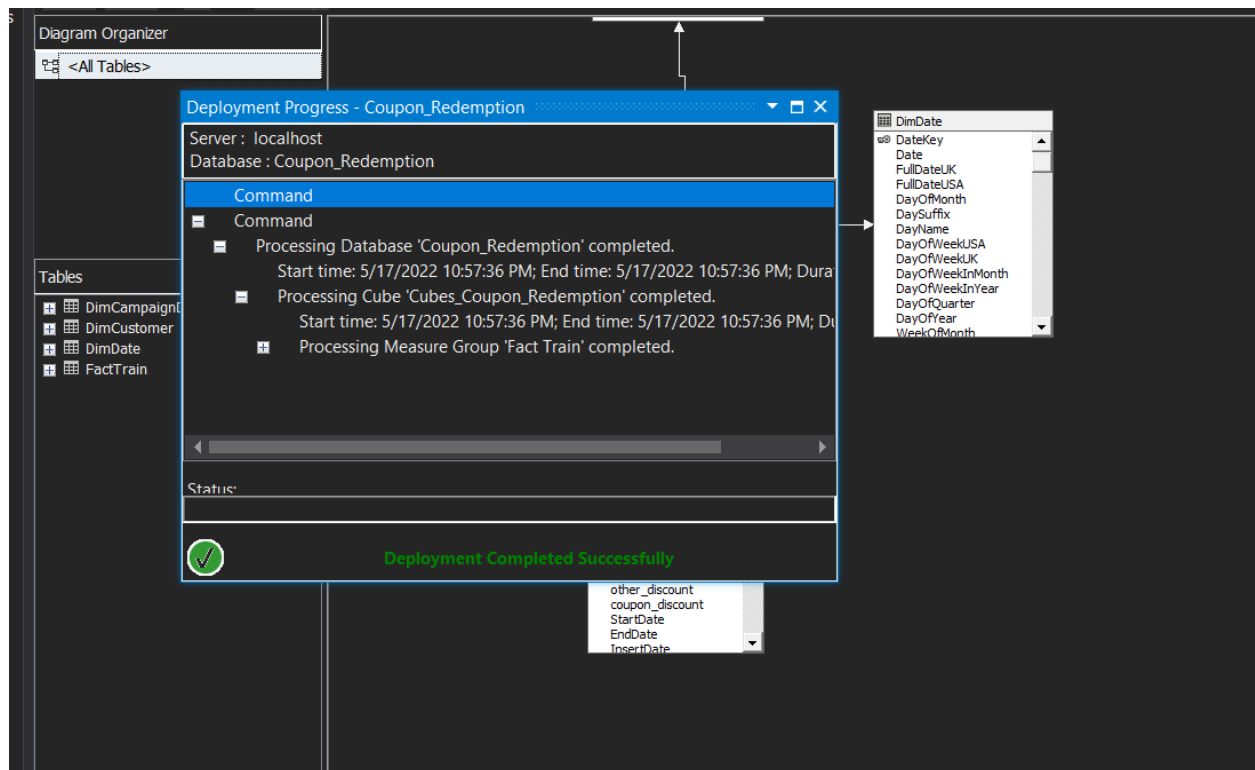 s
Diagram Organizer
<All Tables>
Deployment Progress - Coupon_Redemption
Server : localhost
Database : Coupon_Redemption
Command
Command
Processing Database 'Coupon_Redemption' completed.
Start time: 5/17/2022 10:57:36 PM; End time: 5/17/2022 10:57:36 PM; Dura
Processing Cube 'Cubes_Coupon_Redemption' completed.
Start time: 5/17/2022 10:57:36 PM; End time: 5/17/2022 10:57:36 PM; Du
Processing Measure Group 'Fact Train' completed.
Status:
Deployment Completed Successfully
Tables
DimCampaignD
DimCustomer
DimDate
FactTrain
DimDate
DateKey
Date
FullDateUK
FullDateUSA
DayOfMonth
DaySuffix
DayName
DayOfWeekUSA
DayOfWeekUK
DayOfWeekInMonth
DayOfWeekInYear
DayOfQuarter
DayOfYear
WeekOfMonth
other_discount
coupon_discount
StartDate
EndDate
InsertDate